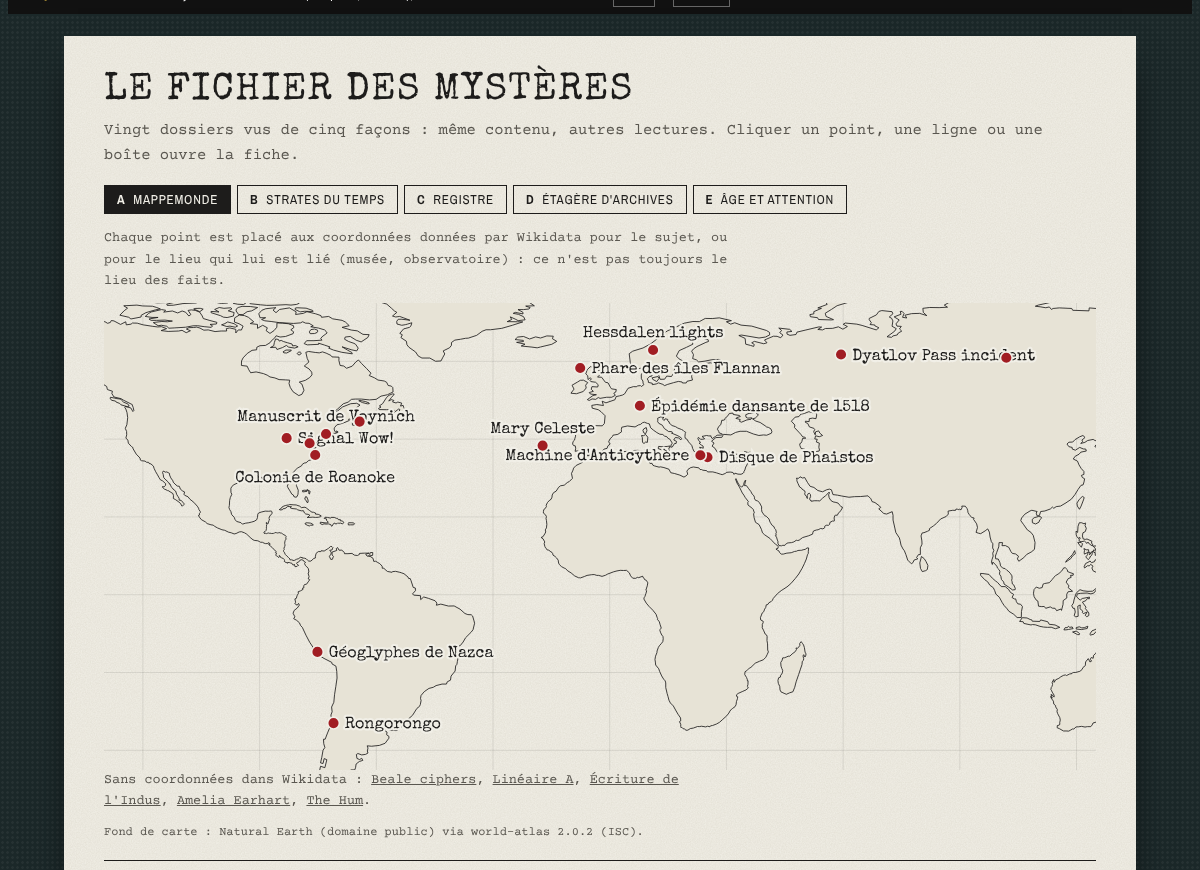 LE FICHIER DES MYSTÈRES
Vingt dossiers vus de cinq façons : même contenu, autres lectures. Cliquer un point, une ligne ou une
boîte ouvre la fiche.
A MAPPEMONDE
B STRATES DU TEMPS
C REGISTRE
D ÉTAGÈRE D'ARCHIVES
E ÂGE ET ATTENTION
Chaque point est placé aux coordonnées données par Wikidata pour le sujet, ou
pour le lieu qui lui est lié (musée, observatoire) : ce n'est pas toujours le
lieu des faits.
Hessdalen lights
Dyatlov Pass incident
Phare des îles Flannan
Épidémie dansante de 1518
Manuscrit de Voynich
Mary Celeste
Signal Wow!
Machine d'Anticythère
Disque de Phaistos
Colonie de Roanoke
Géoglyphes de Nazca
Rongorongo
Sans coordonnées dans Wikidata : Beale ciphers, Linéaire A, Écriture de
l'Indus, Amelia Earhart, The Hum.
Fond de carte : Natural Earth (domaine public) via world-atlas 2.0.2 (ISC).